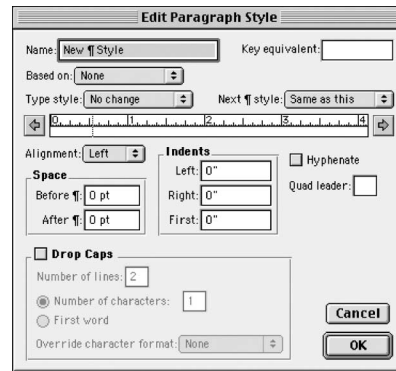 Edit Paragraph Style
Name: New ¶ Style Key equivalent:
Based on: None
Type style: No change Next ¶ style: Same as this
0 1 2 3 4
Alignment: Left Indents
Left: 0" Hyphenate
Space
Before ¶: 0 pt Right: 0" Quad leader:
After ¶: 0 pt First: 0"
Drop Caps
Number of lines: 2
Number of characters: 1
First word
Override character format: None
Cancel
OK